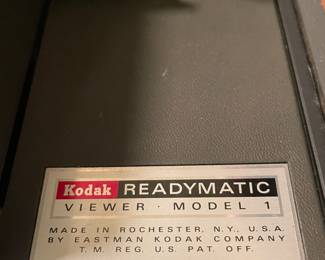 Kodak READYMATIC
VIEWER · MODEL 1
MADE IN ROCHESTER, N.Y., U.S.A.
BY EASTMAN KODAK COMPANY
T.M. REG. U.S. PAT. OFF.